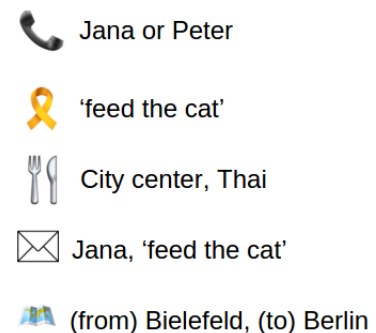 Jana or Peter
‘feed the cat’
City center, Thai
Jana, ‘feed the cat’
(from) Bielefeld, (to) Berlin